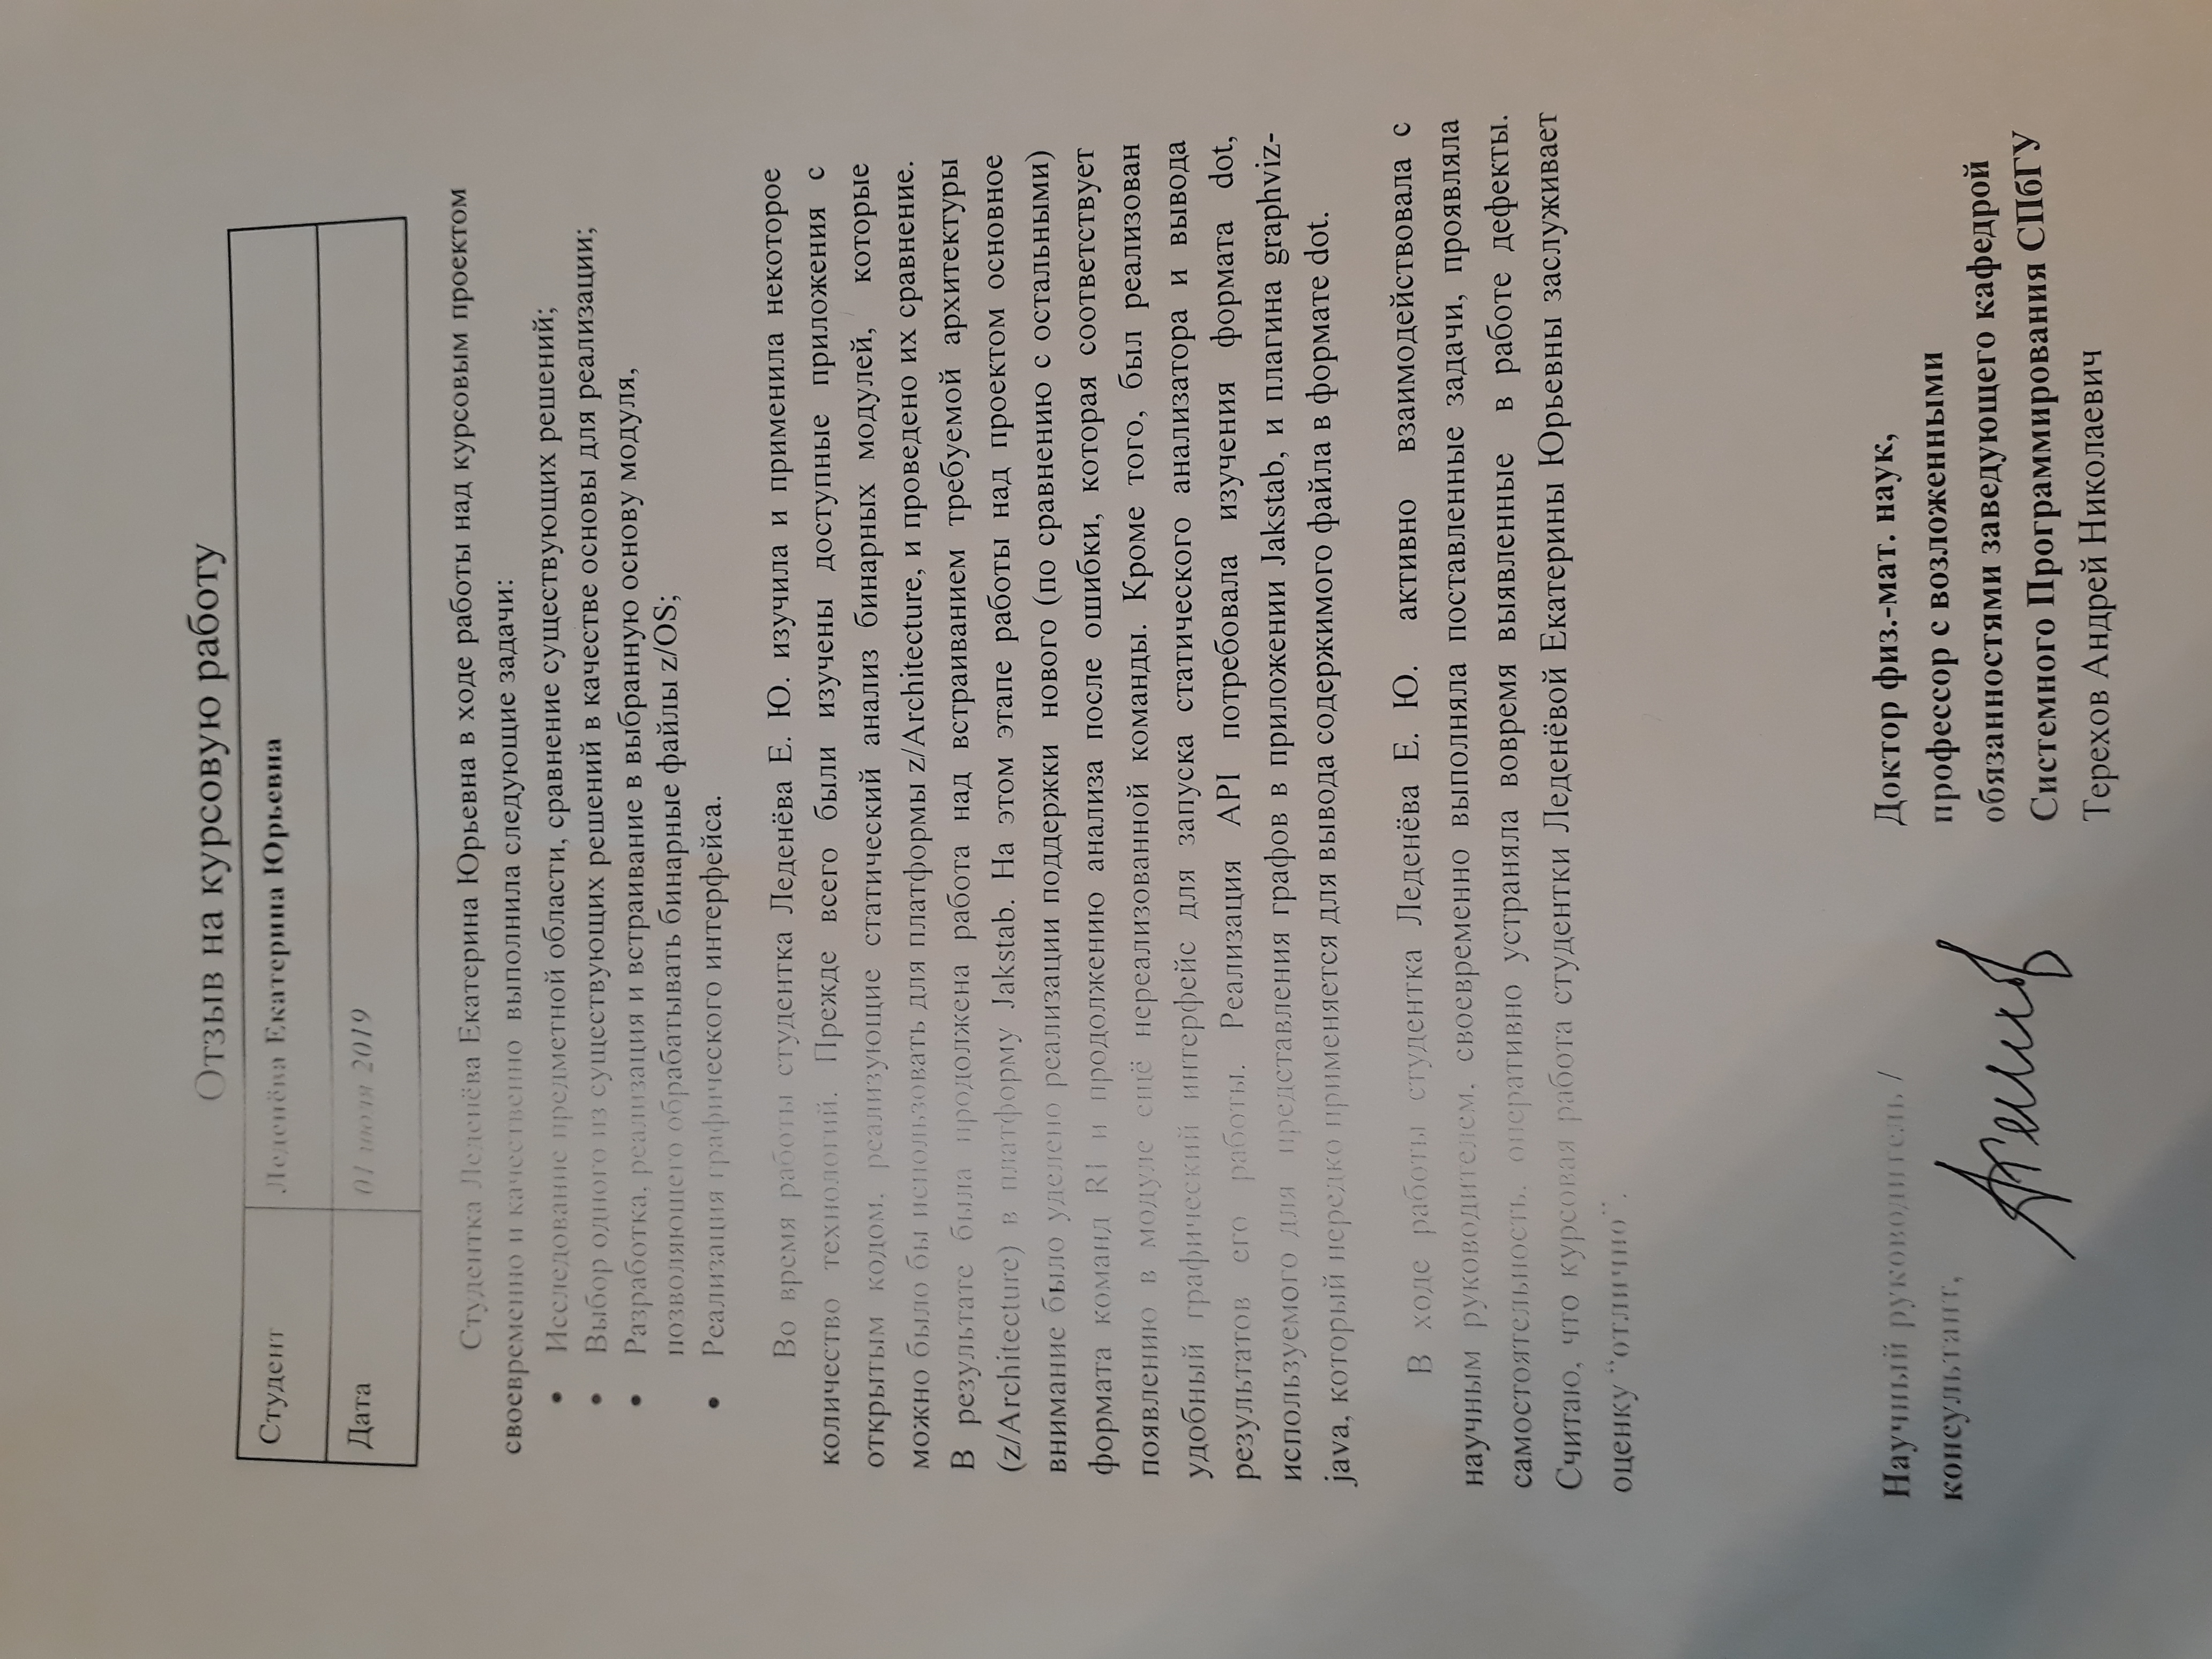 Отзыв на курсовую работу
Студент Леденёва Екатерина Юрьевна
Дата 01 июля 2019
Студентка Леденёва Екатерина Юрьевна в ходе работы над курсовым проектом
своевременно и качественно выполнила следующие задачи:
• Исследование предметной области, сравнение существующих решений;
• Выбор одного из существующих решений в качестве основы для реализации;
• Разработка, реализация и встраивание в выбранную основу модуля,
позволяющего обрабатывать бинарные файлы z/OS;
• Реализация графического интерфейса.
Во время работы студентка Леденёва Е. Ю. изучила и применила некоторое
количество технологий. Прежде всего были изучены доступные приложения с
открытым кодом, реализующие статический анализ бинарных модулей, которые
можно было бы использовать для платформы z/Architecture, и проведено их сравнение.
В результате была продолжена работа над встраиванием требуемой архитектуры
(z/Architecture) в платформу Jakstab. На этом этапе работы над проектом основное
внимание было уделено реализации поддержки нового (по сравнению с остальными)
формата команд RI и продолжению анализа после ошибки, которая соответствует
появлению в модуле ещё нереализованной команды. Кроме того, был реализован
удобный графический интерфейс для запуска статического анализатора и вывода
результатов его работы. Реализация API потребовала изучения формата dot,
используемого для представления графов в приложении Jakstab, и плагина graphviz-
java, который нередко применяется для вывода содержимого файла в формате dot.
В ходе работы студентка Леденёва Е. Ю. активно взаимодействовала с
научным руководителем, своевременно выполняла поставленные задачи, проявляла
самостоятельность, оперативно устраняла вовремя выявленные в работе дефекты.
Считаю, что курсовая работа студентки Леденёвой Екатерины Юрьевны заслуживает
оценку “отлично”.
Научный руководитель /
консультант,
Доктор физ.-мат. наук,
профессор с возложенными
обязанностями заведующего кафедрой
Системного Программирования СПбГУ
Терехов Андрей Николаевич